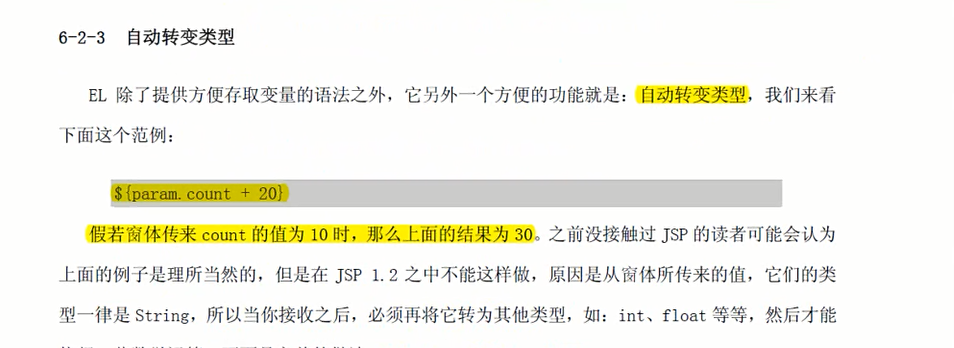 6-2-3 自动转变类型
EL 除了提供方便存取变量的语法之外，它另外一个方便的功能就是：自动转变类型，我们来看
下面这个范例：
${param.count + 20}
假若窗体传来 count 的值为 10 时，那么上面的结果为 30。之前没接触过 JSP 的读者可能会认为
上面的例子是理所当然的，但是在 JSP 1.2 之中不能这样做，原因是从窗体所传来的值，它们的类
型一律是 String，所以当你接收之后，必须再将它转为其他类型，如：int、float 等等，然后才能